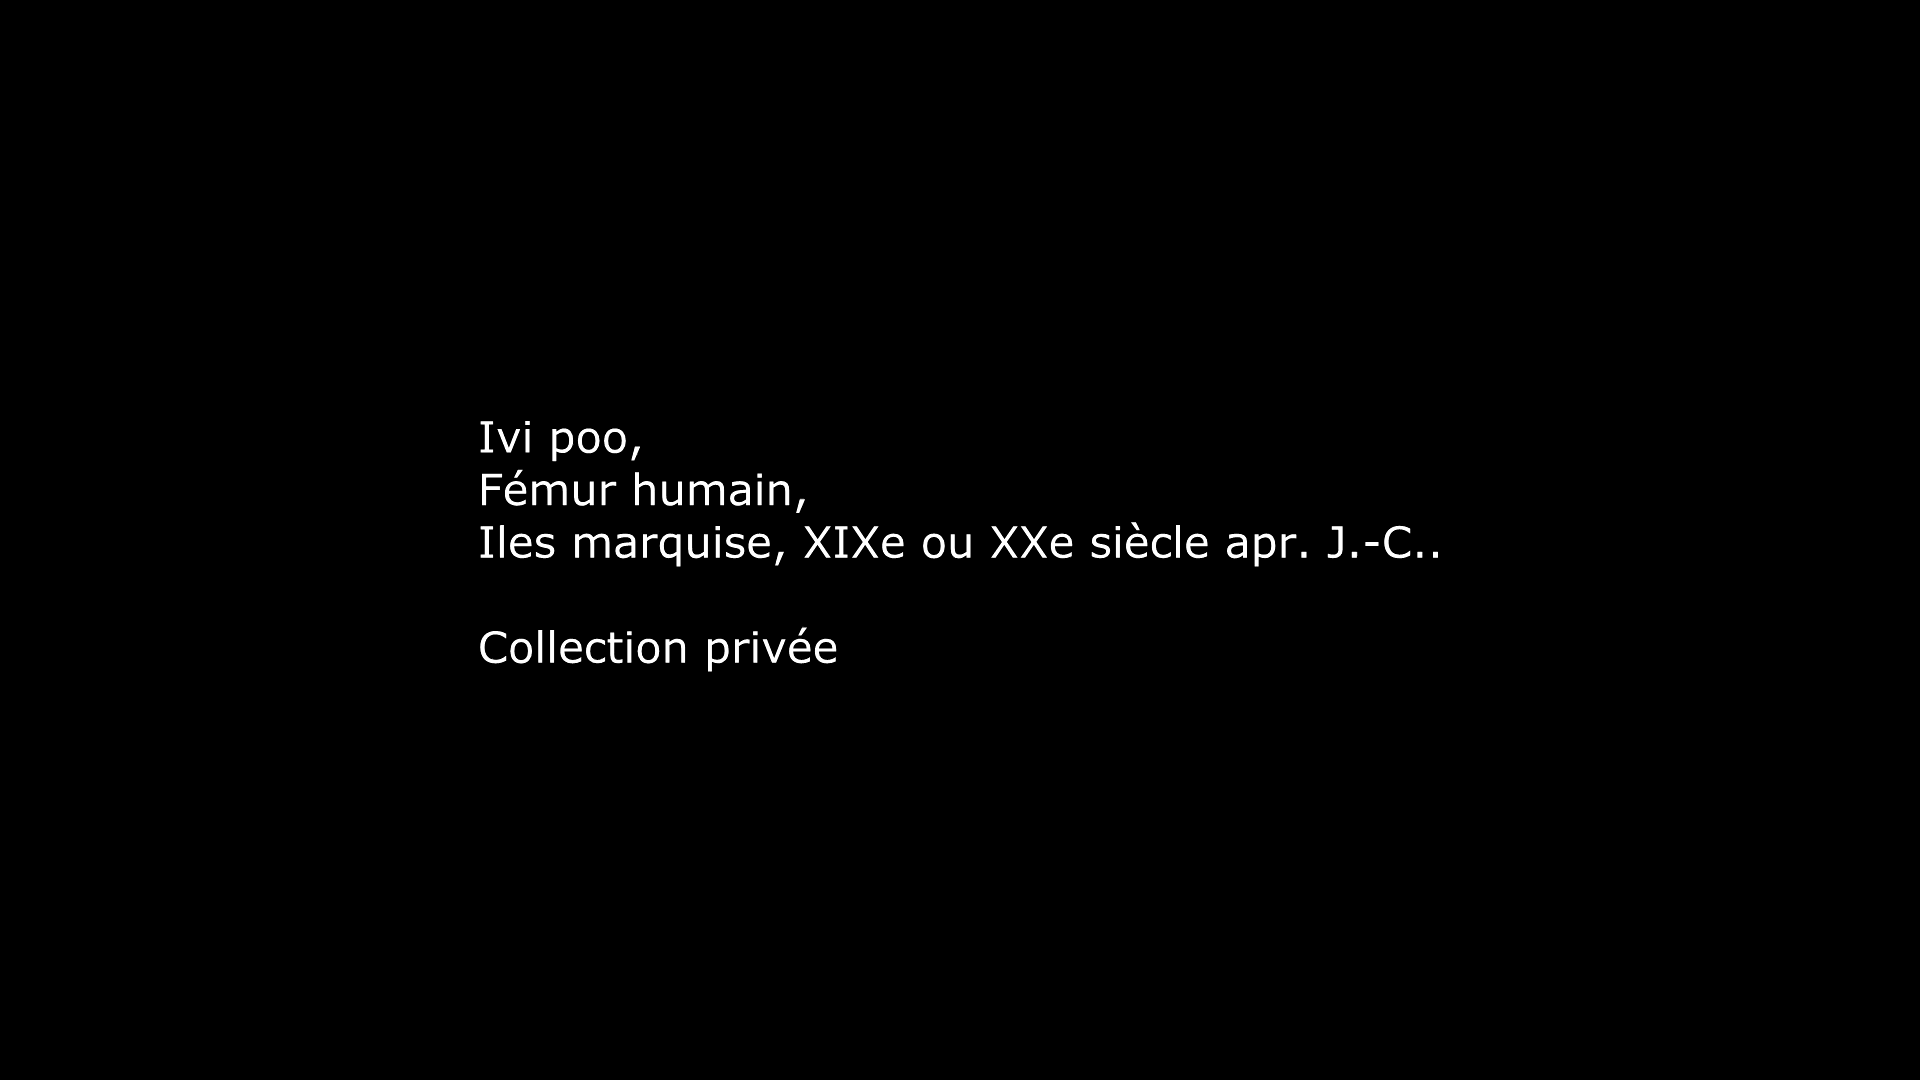 Ivi poo,
Fémur humain,
Iles marquise, XIXe ou XXe siècle apr. J.-C..
Collection privée